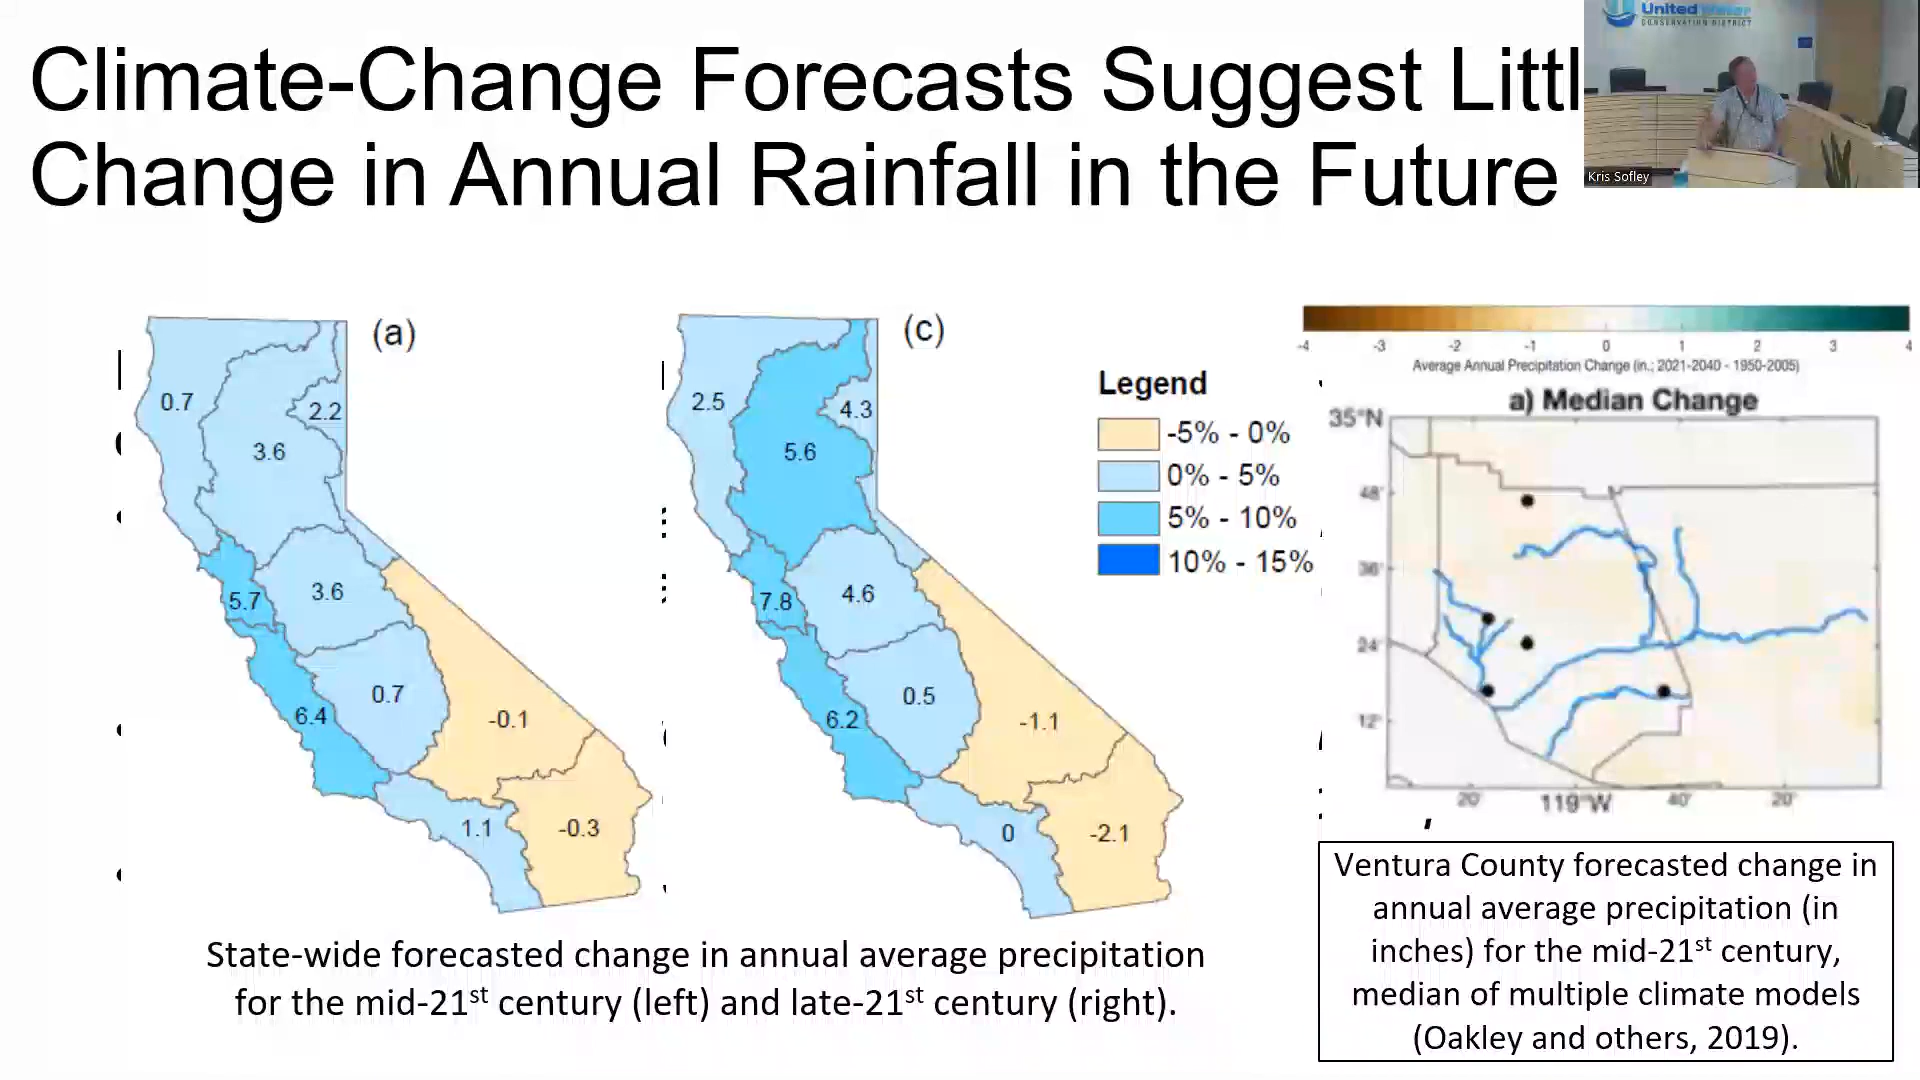 Climate-Change Forecasts Suggest Littl
Change in Annual Rainfall in the Future
United Water
CONSERVATION DISTRICT
Kris Sofley
(a)
0.7
2.2
3.6
5.7
3.6
0.7
6.4
-0.1
1.1
-0.3
(c)
2.5
4.3
5.6
7.8
4.6
0.5
6.2
-1.1
0
-2.1
Legend
-5% - 0%
0% - 5%
5% - 10%
10% - 15%
-4 -3 -2 -1 0 1 2 3 4
Average Annual Precipitation Change (in.; 2021-2040 - 1950-2005)
a) Median Change
35°N
48'
36'
24'
12'
20' 119°W 40' 20'
State-wide forecasted change in annual average precipitation
for the mid-21st century (left) and late-21st century (right).
Ventura County forecasted change in
annual average precipitation (in
inches) for the mid-21st century,
median of multiple climate models
(Oakley and others, 2019).